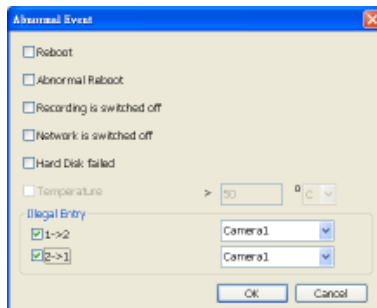 Abnormal Event
Reboot
Abnormal Reboot
Recording is switched off
Network is switched off
Hard Disk failed
Temperature > 50 ° C
Illegal Entry
1->2 Camera1
2->1 Camera1
OK Cancel